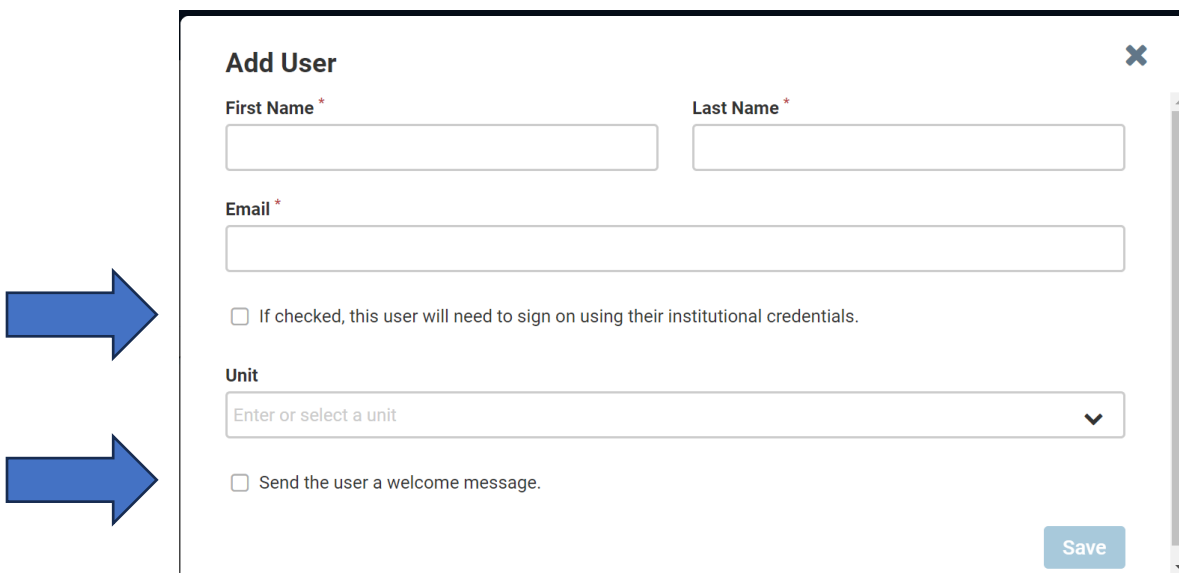 Add User
First Name *
Last Name *
Email *
If checked, this user will need to sign on using their institutional credentials.
Unit
Enter or select a unit
Send the user a welcome message.
Save